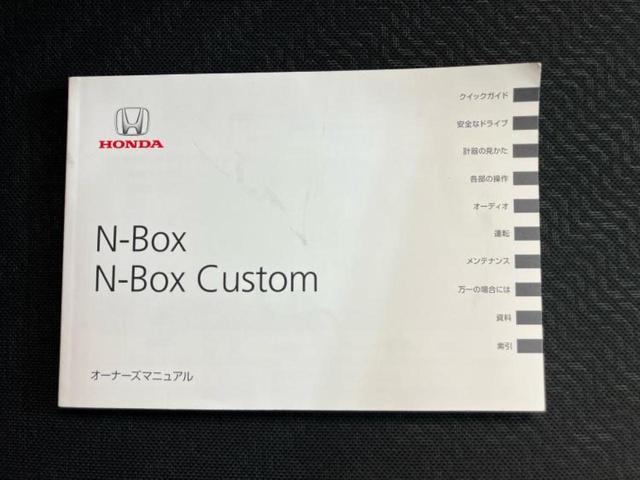 HONDA
N-Box
N-Box Custom
オーナーズマニュアル
クイックガイド
安全なドライブ
計器の見かた
各部の操作
オーディオ
運転
メンテナンス
万一の場合には
資料
索引